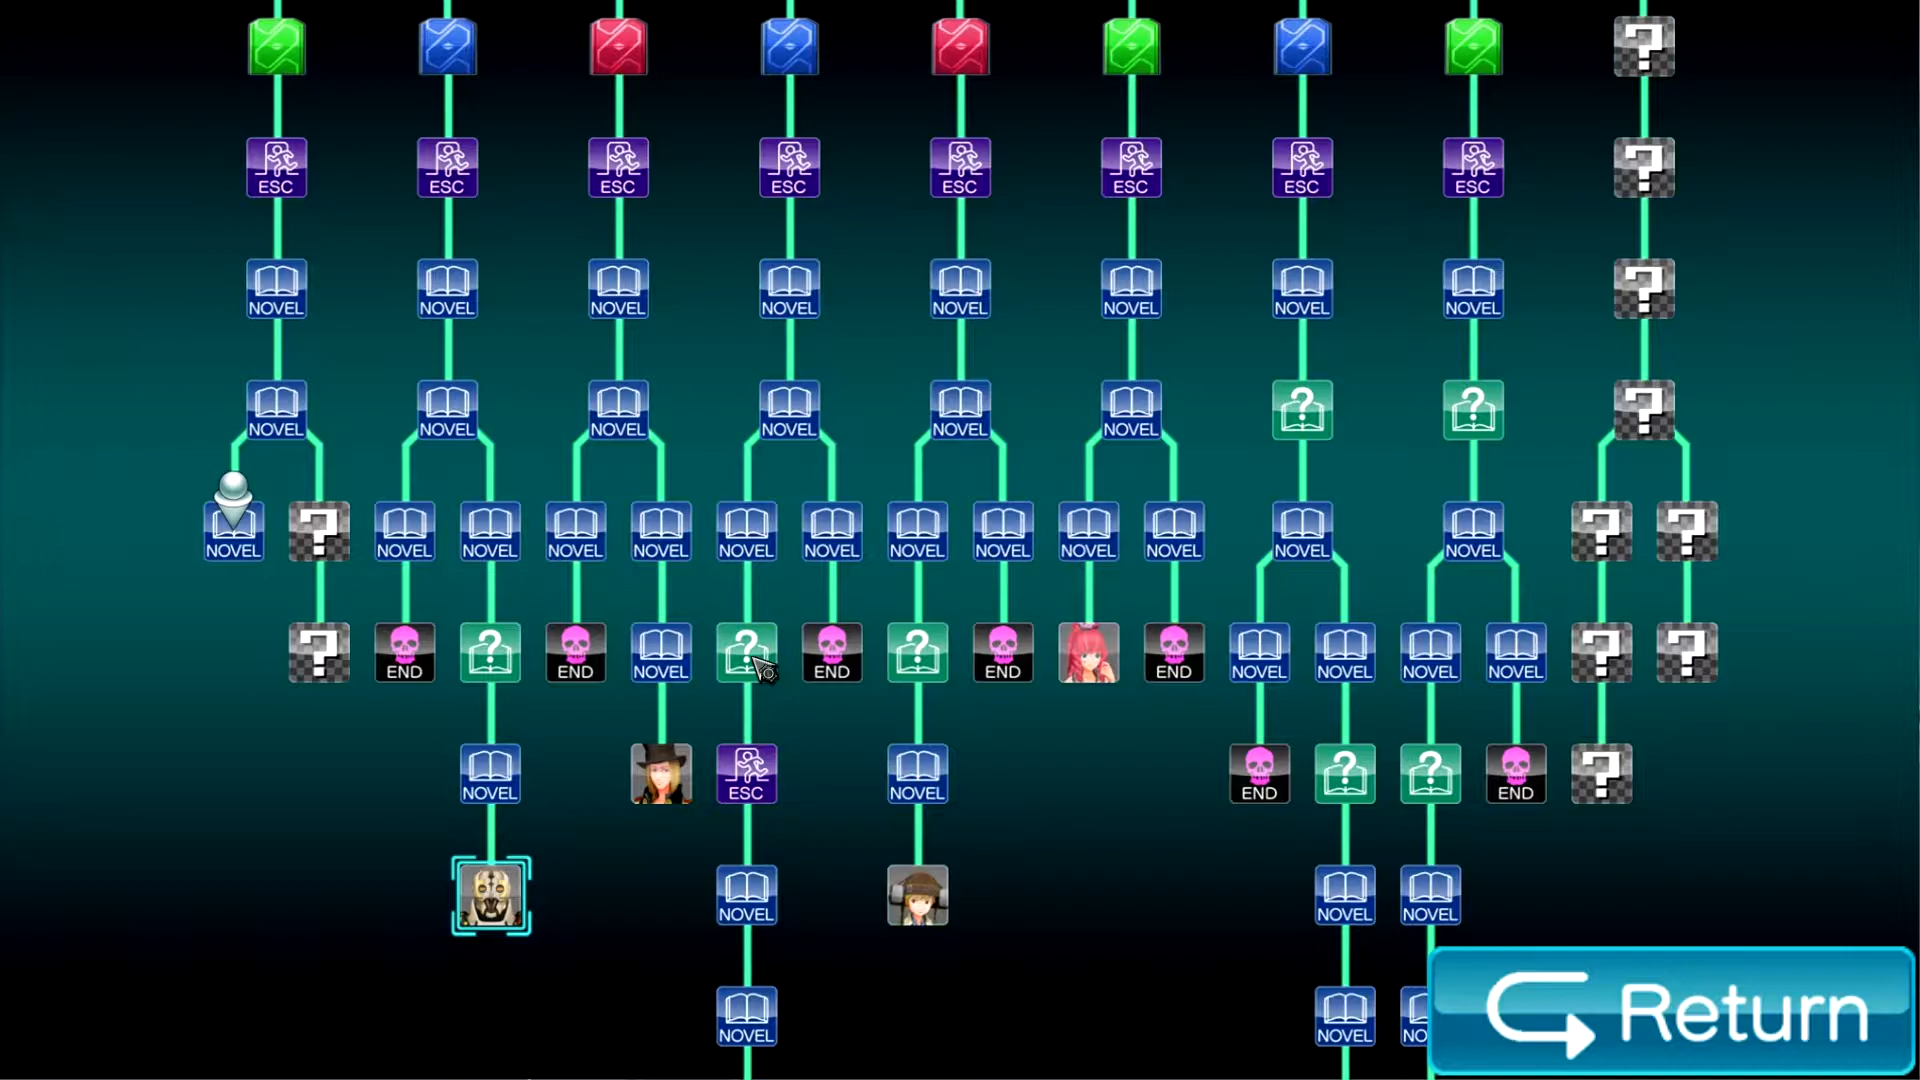 ?
ESC ESC ESC ESC ESC ESC ESC ESC ?
NOVEL NOVEL NOVEL NOVEL NOVEL NOVEL NOVEL NOVEL ?
NOVEL NOVEL NOVEL NOVEL NOVEL NOVEL ? ? ?
NOVEL ? NOVEL NOVEL NOVEL NOVEL NOVEL NOVEL NOVEL NOVEL NOVEL NOVEL NOVEL NOVEL ? ?
? END ? END NOVEL ? END ? END END NOVEL NOVEL NOVEL NOVEL ? ?
NOVEL ESC NOVEL END ? ? END ?
NOVEL NOVEL NOVEL
NOVEL NOVEL NO
Return